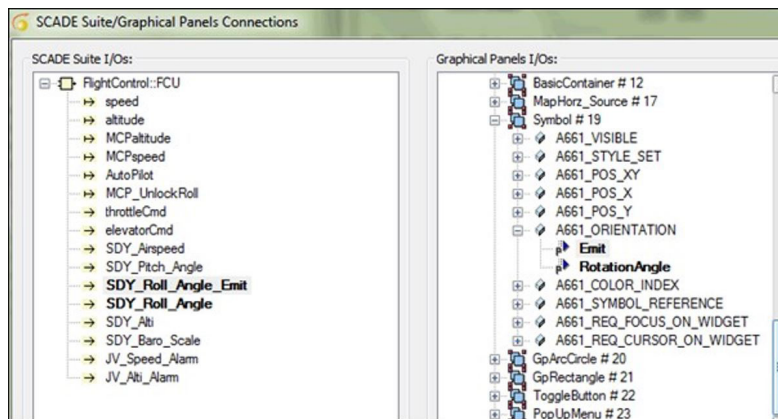 SCADE Suite/Graphical Panels Connections
SCADE Suite I/Os:
FlightControl::FCU
speed
altitude
MCPaltitude
MCPspeed
AutoPilot
MCP_UnlockRoll
throttleCmd
elevatorCmd
SDY_Airspeed
SDY_Pitch_Angle
SDY_Roll_Angle_Emit
SDY_Roll_Angle
SDY_Alti
SDY_Baro_Scale
JV_Speed_Alarm
JV_Alti_Alarm
Graphical Panels I/Os:
BasicContainer # 12
MapHorz_Source # 17
Symbol # 19
A661_VISIBLE
A661_STYLE_SET
A661_POS_XY
A661_POS_X
A661_POS_Y
A661_ORIENTATION
Emit
RotationAngle
A661_COLOR_INDEX
A661_SYMBOL_REFERENCE
A661_REQ_FOCUS_ON_WIDGET
A661_REQ_CURSOR_ON_WIDGET
GpArcCircle # 20
GpRectangle # 21
ToggleButton # 22
PopUpMenu # 23